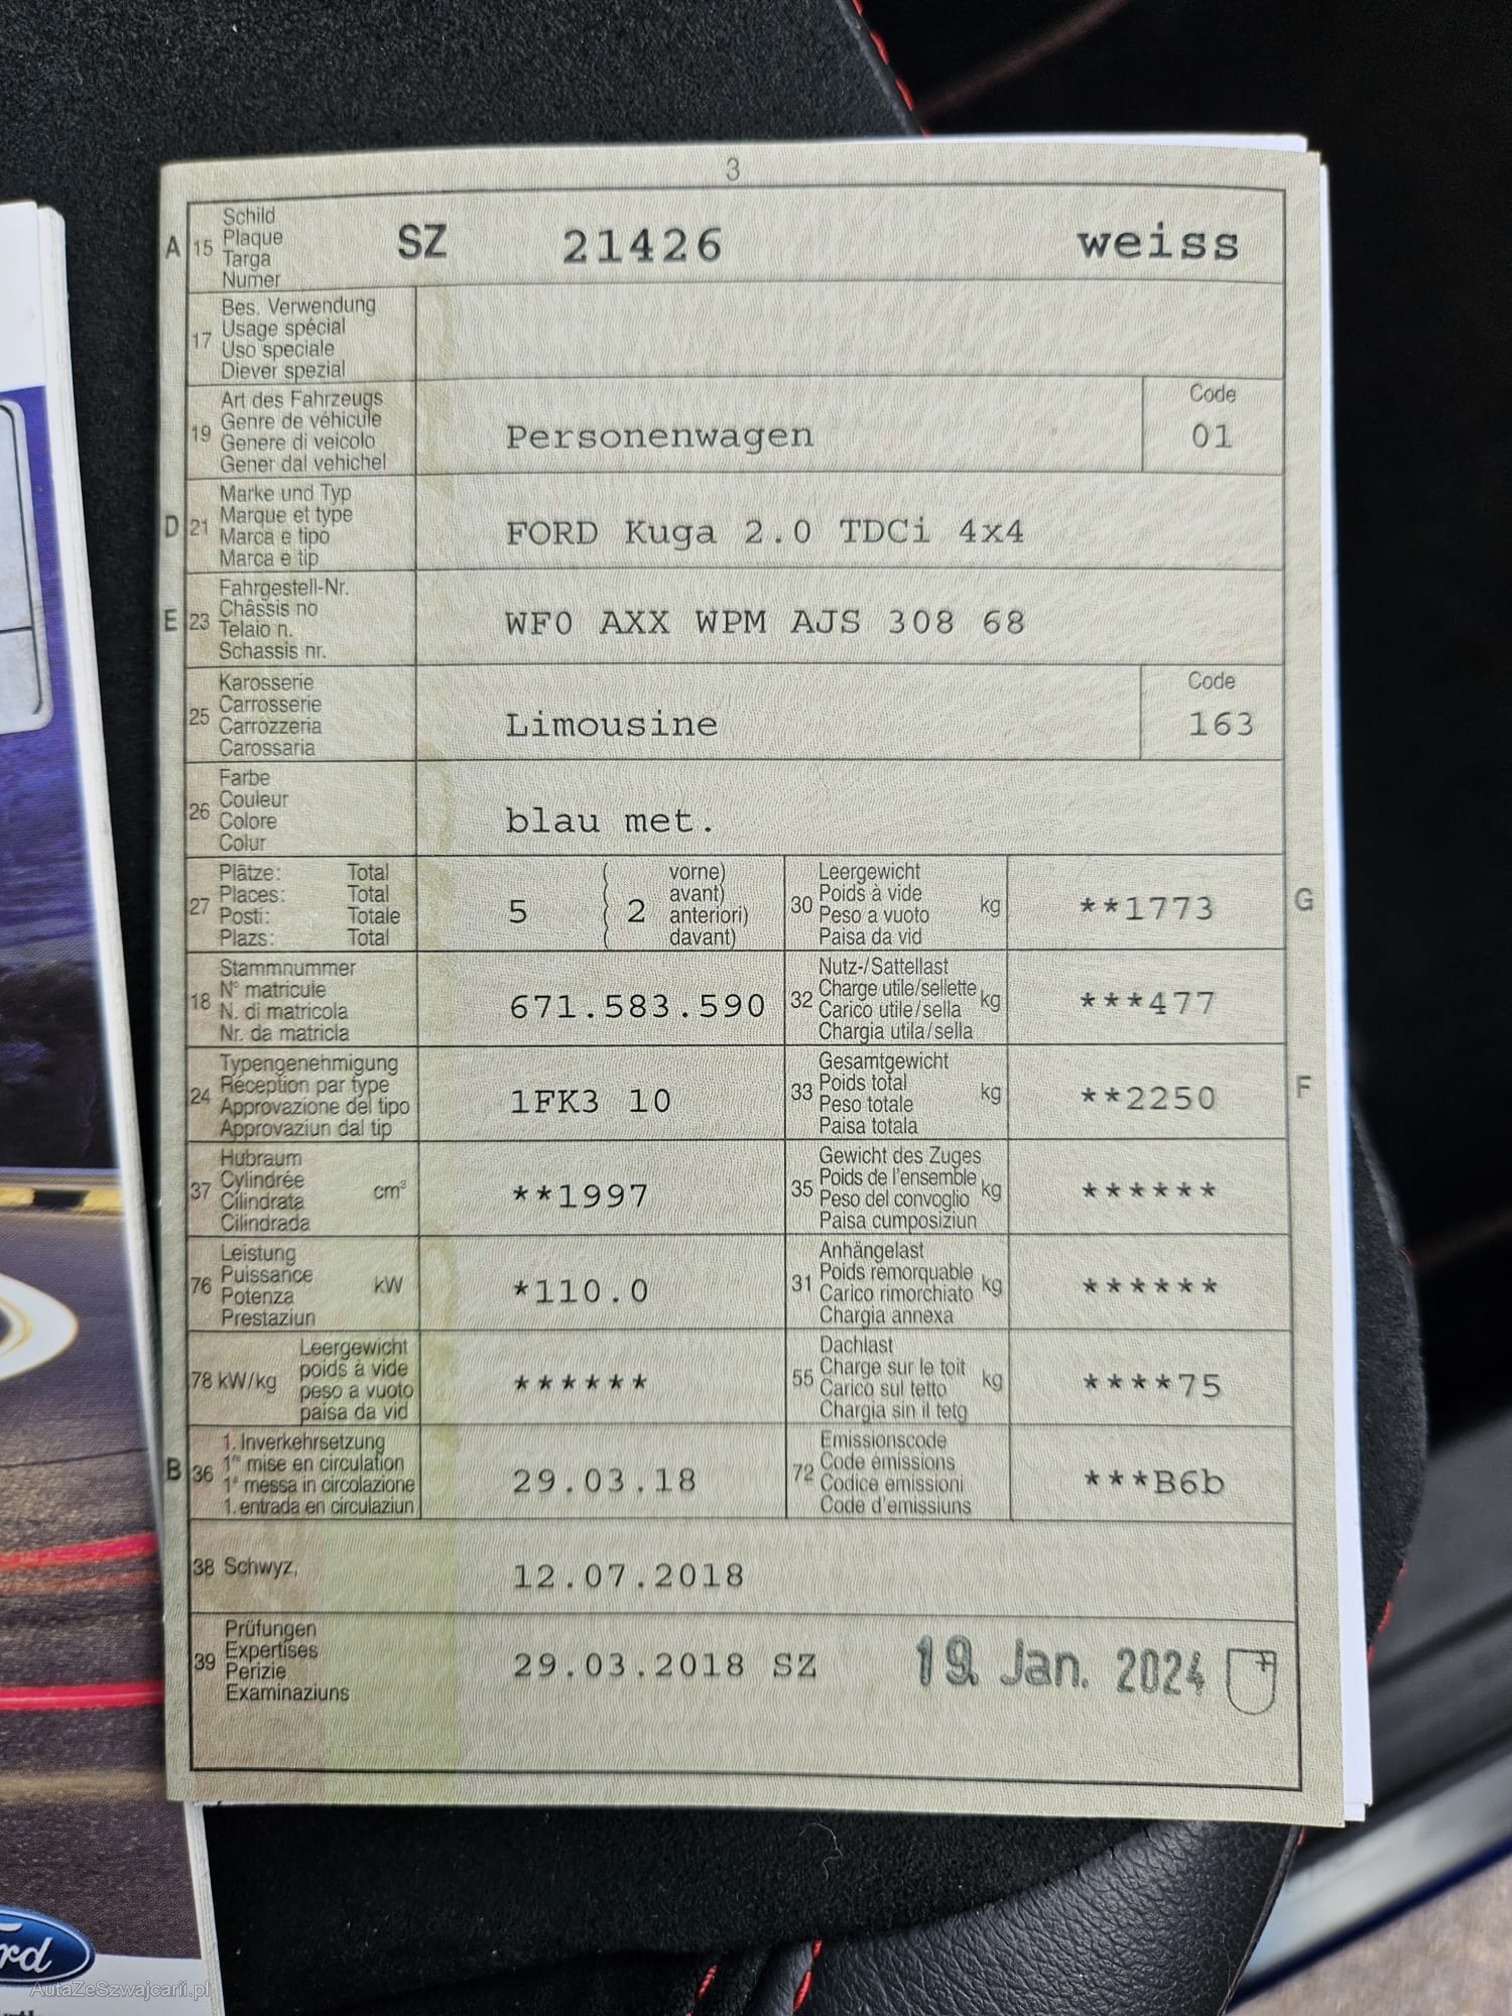 3
A 15 Schild
Plaque
Targa
Numer
SZ 21426 weiss
17 Bes. Verwendung
Usage spécial
Uso speciale
Diever spezial
19 Art des Fahrzeugs
Genre de véhicule
Genere di veicolo
Gener dal vehichel
Personenwagen
Code
01
D 21 Marke und Typ
Marque et type
Marca e tipo
Marca e tip
FORD Kuga 2.0 TDCi 4x4
E 23 Fahrgestell-Nr.
Châssis no
Telaio n.
Schassis nr.
WF0 AXX WPM AJS 308 68
25 Karosserie
Carrosserie
Carrozzeria
Carossaria
Limousine
Code
163
26 Farbe
Couleur
Colore
Colur
blau met.
27 Plätze: Total
Places: Total
Posti: Totale
Plazs: Total
5 ( 2 vorne)
avant)
anteriori)
davant)
30 Leergewicht
Poids à vide
Peso a vuoto
Paisa da vid
kg **1773 G
18 Stammnummer
N° matricule
N. di matricola
Nr. da matricla
671.583.590
32 Nutz-/Sattellast
Charge utile/sellette
Carico utile/sella
Chargia utila/sella
kg ***477
24 Typengenehmigung
Réception par type
Approvazione del tipo
Approvaziun dal tip
1FK3 10
33 Gesamtgewicht
Poids total
Peso totale
Paisa totala
kg **2250 F
37 Hubraum
Cylindrée
Cilindrata
Cilindrada
cm³ **1997
35 Gewicht des Zuges
Poids de l'ensemble
Peso del convoglio
Paisa cumposiziun
kg ******
76 Leistung
Puissance
Potenza
Prestaziun
kW *110.0
31 Anhängelast
Poids remorquable
Carico rimorchiato
Chargia annexa
kg ******
78 kW/kg Leergewicht
poids à vide
peso a vuoto
paisa da vid
******
55 Dachlast
Charge sur le toit
Carico sul tetto
Chargia sin il tetg
kg ****75
B 36 1. Inverkehrsetzung
1re mise en circulation
1a messa in circolazione
1. entrada en circulaziun
29.03.18
72 Emissionscode
Code émissions
Codice emissioni
Code d'emissiuns
***B6b
38 Schwyz, 12.07.2018
39 Prüfungen
Expertises
Perizie
Examinaziuns
29.03.2018 SZ 19. Jan. 2024
rd
AutaZeSzwajcarii.pl